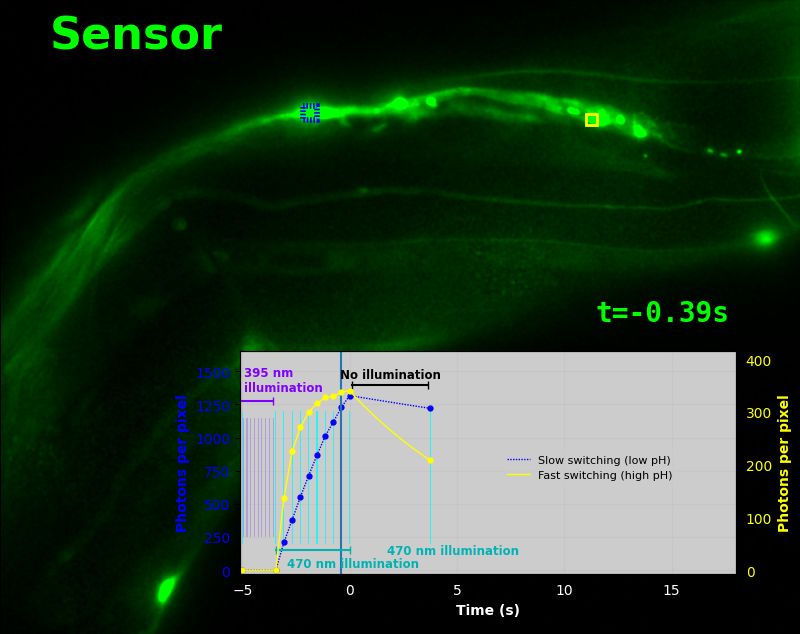 Sensor
t=-0.39s
395 nm
illumination
No illumination
1500
1250
1000
750
500
250
0
400
300
200
100
0
Photons per pixel
Photons per pixel
Slow switching (low pH)
Fast switching (high pH)
470 nm illumination
470 nm illumination
−5
0
5
10
15
Time (s)